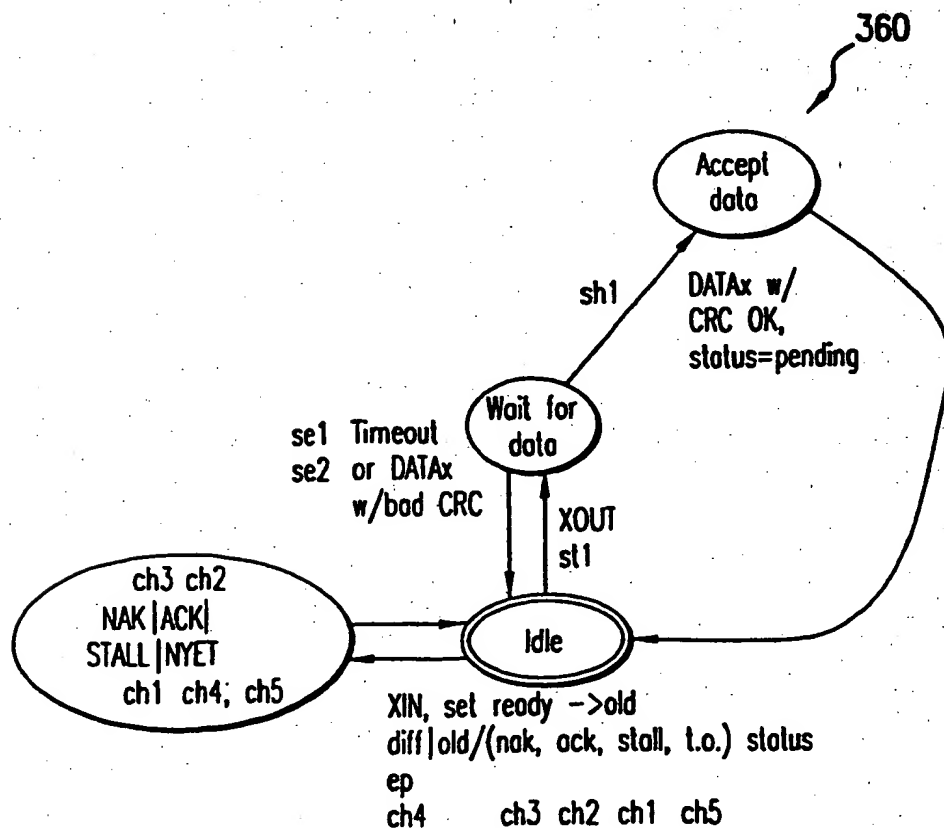 360
Accept
data
sh1
DATAx w/
CRC OK,
status=pending
Wait for
data
se1 Timeout
se2 or DATAx
w/bad CRC
XOUT
st1
ch3 ch2
NAK|ACK|
STALL|NYET
ch1 ch4; ch5
Idle
XIN, set ready ->old
diff|old/(nak, ack, stall, t.o.) status
ep
ch4 ch3 ch2 ch1 ch5